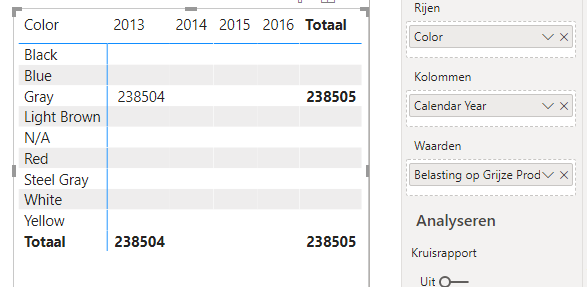 Color 2013 2014 2015 2016 Totaal
Black
Blue
Gray 238504 238505
Light Brown
N/A
Red
Steel Gray
White
Yellow
Totaal 238504 238505
Rijen
Color
Kolommen
Calendar Year
Waarden
Belasting op Grijze Prod
Analyseren
Kruisrapport
Uit